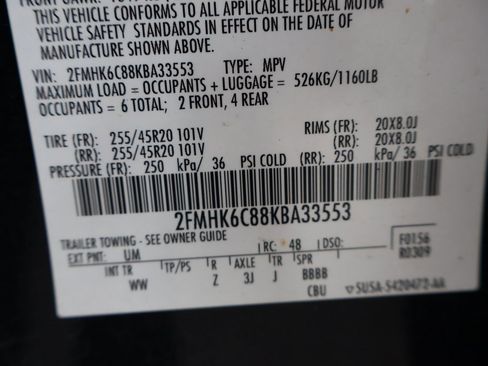 THIS VEHICLE CONFORMS TO ALL APPLICABLE FEDERAL MOTOR
VEHICLE SAFETY STANDARDS IN EFFECT ON THE DATE OF
MANUFACTURE SHOWN ABOVE.
VIN: 2FMHK6C88KBA33553 TYPE: MPV
MAXIMUM LOAD = OCCUPANTS + LUGGAGE = 526KG/1160LB
OCCUPANTS = 6 TOTAL; 2 FRONT, 4 REAR
TIRE (FR): 255/45R20 101V RIMS (FR): 20X8.0J
(RR): 255/45R20 101V (RR): 20X8.0J
PRESSURE (FR): 250 kPa/ 36 PSI COLD (RR) 250 kPa/ 36 PSI COLD
2FMHK6C88KBA33553
TRAILER TOWING - SEE OWNER GUIDE F0156
EXT PNT: UM RC: 48 DSO: R0309
INT TR TP/PS R AXLE TR SPR
WW Z 3J J BBBB
CBU SUSA-5420472-AA